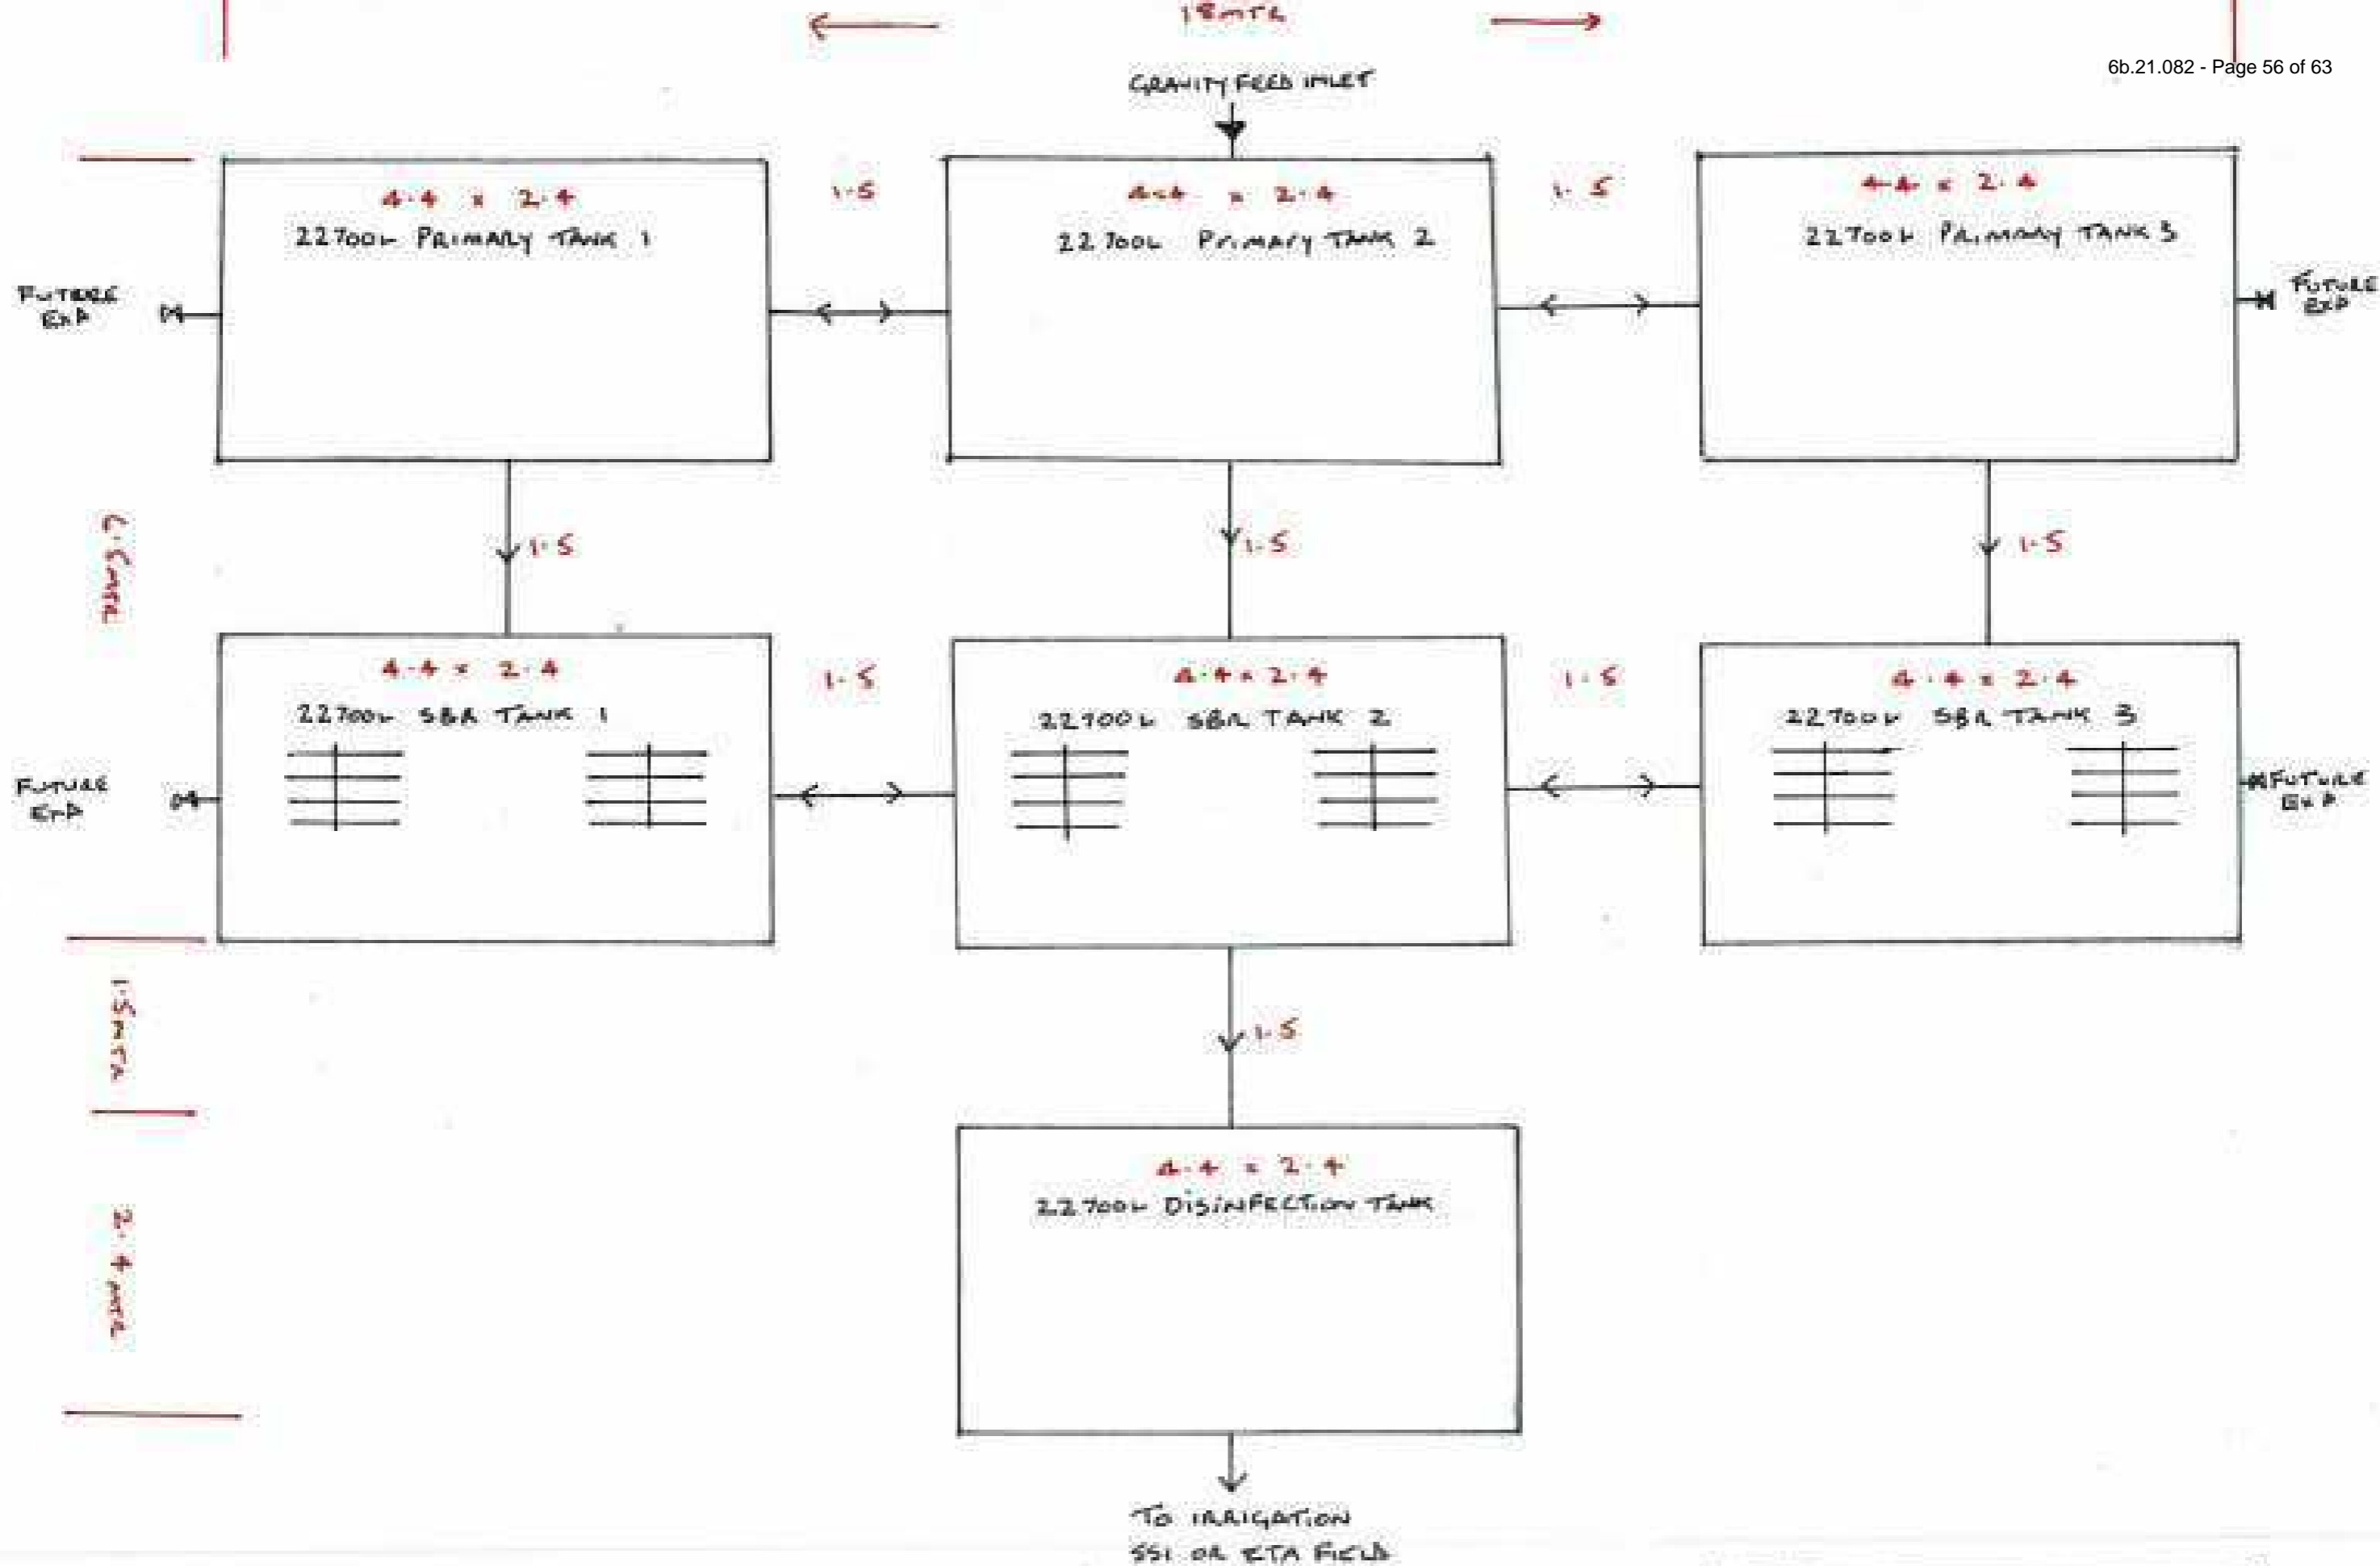 18mTR
6b.21.082 - Page 56 of 63
GRAVITY FEED INLET
4.4 x 2.4
22700L PRIMARY TANK 1
1.5
4.4 x 2.4
22700L PRIMARY TANK 2
1.5
4.4 x 2.4
22700L PRIMARY TANK 3
FUTURE
EXP
FUTURE
EXP
1.5
1.5
1.5
4.4 x 2.4
22700L SBR TANK 1
1.5
4.4 x 2.4
22700L SBR TANK 2
1.5
4.4 x 2.4
22700L SBR TANK 3
FUTURE
EXP
FUTURE
EXP
1.5mTR
1.5
2.4mTR
4.4 x 2.4
22700L DISINFECTION TANK
TO IRRIGATION
SSI OR ETA FIELD